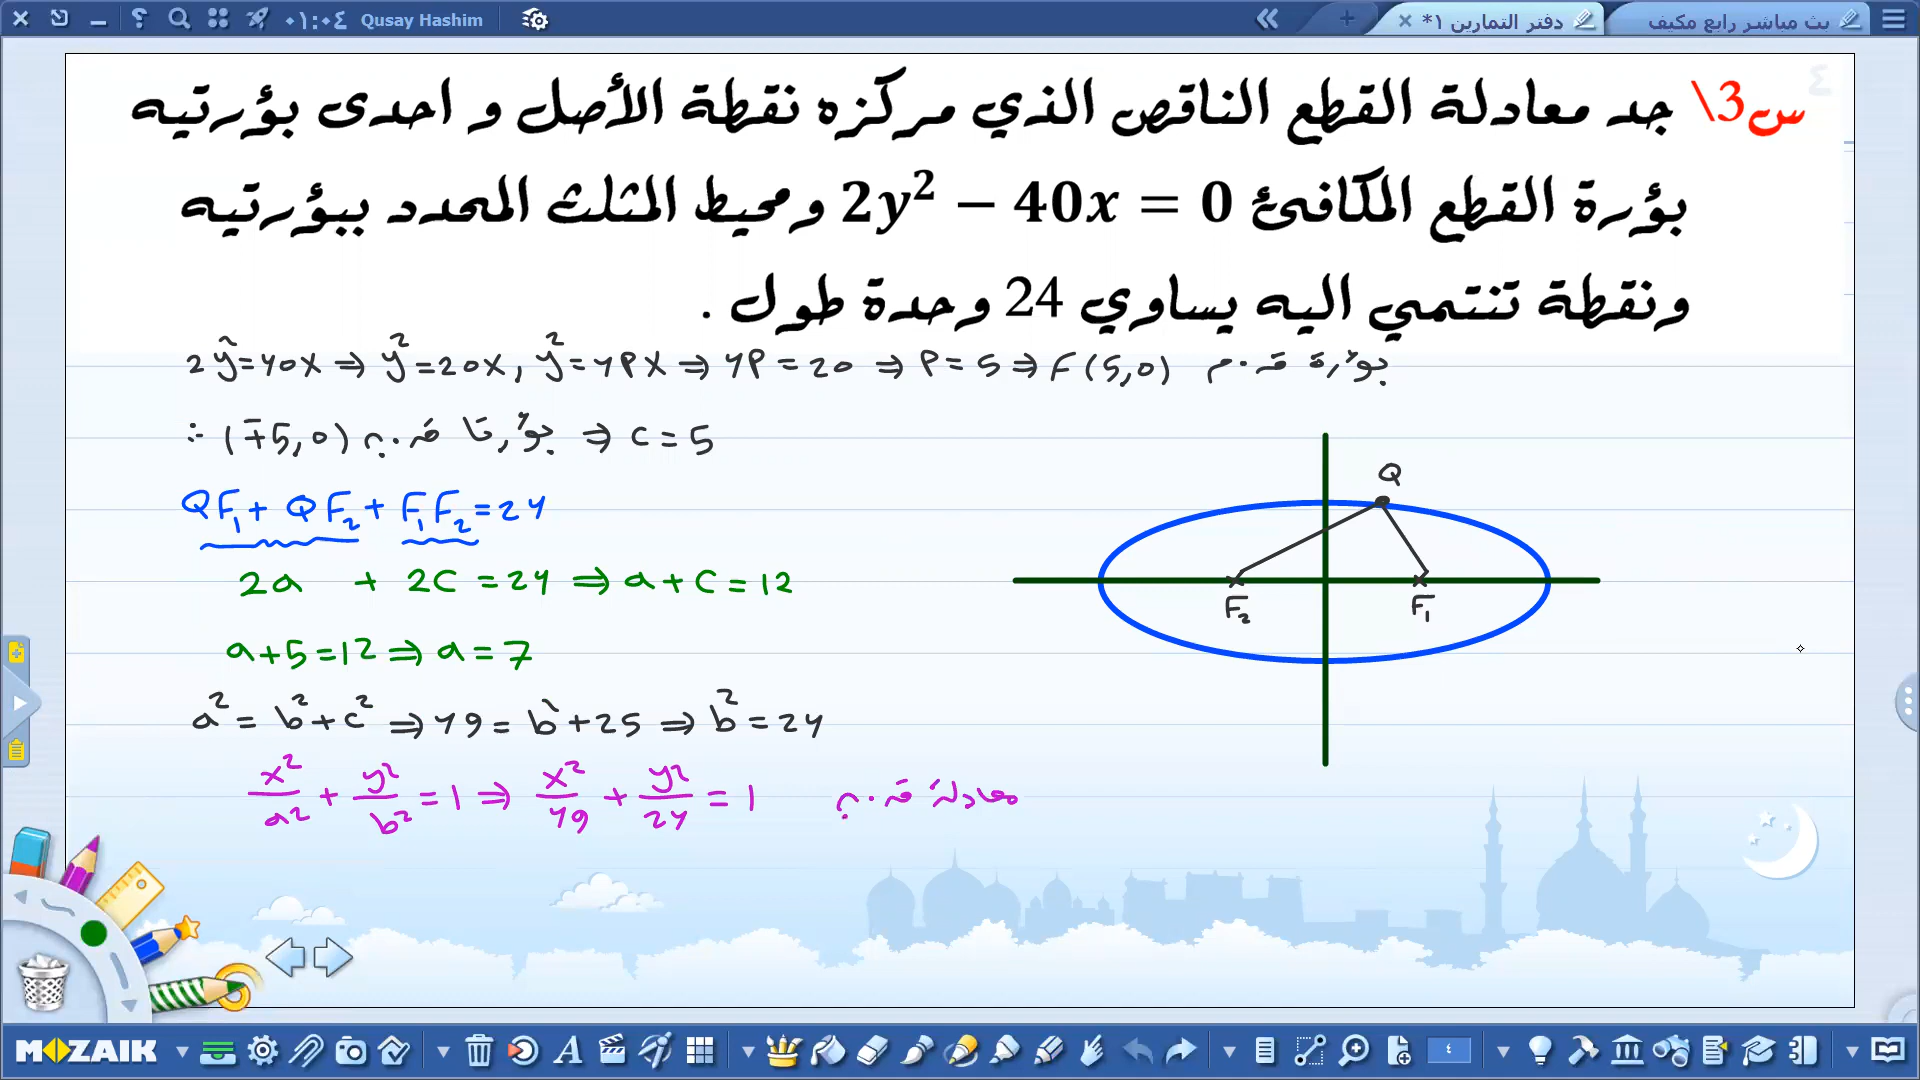 ٠١:٠٤ Qusay Hashim
دفتر التمارين ١*
بث مباشر رابع مكيف
س3\ جد معادلة القطع الناقص الذي مركزه نقطة الأصل و احدى بؤرتيه
بؤرة القطع المكافئ 2y² − 40x = 0 ومحيط المثلث المحدد ببؤرتيه
ونقطة تنتمي اليه يساوي 24 وحدة طول .
2y² = 40x ⇒ y² = 20x , y² = 4Px ⇒ 4P = 20 ⇒ P = 5 ⇒ F (5,0) بؤرة ق.م
∴ (∓5,0) بؤرتا ق.ن ⇒ c = 5
QF₁ + QF₂ + F₁F₂ = 24
2a + 2c = 24 ⇒ a + c = 12
a + 5 = 12 ⇒ a = 7
a² = b² + c² ⇒ 49 = b² + 25 ⇒ b² = 24
x²/a² + y²/b² = 1 ⇒ x²/49 + y²/24 = 1 معادلة ق.ن
Q
F₂ F₁
MOZAIK
٤